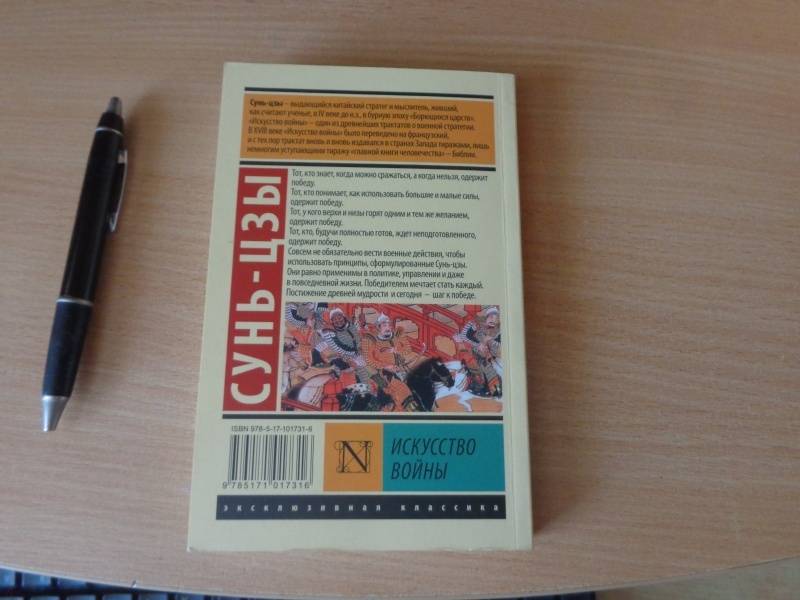 Сунь-цзы – выдающийся китайский стратег и мыслитель, живший,
как считают ученые, в IV веке до н.э., в бурную эпоху «Борющихся царств».
«Искусство войны» – один из древнейших трактатов о военной стратегии.
В XVIII веке «Искусство войны» было переведено на французский,
и с тех пор трактат вновь и вновь издавался в странах Запада тиражами, лишь
немногим уступающими тиражу «главной книги человечества» – Библии.
СУНЬ-ЦЗЫ
Тот, кто знает, когда можно сражаться, а когда нельзя, одержит
победу.
Тот, кто понимает, как использовать большие и малые силы,
одержит победу.
Тот, у кого верхи и низы горят одним и тем же желанием,
одержит победу.
Тот, кто, будучи полностью готов, ждет неподготовленного,
одержит победу.
Совсем не обязательно вести военные действия, чтобы
использовать принципы, сформулированные Сунь-цзы.
Они равно применимы в политике, управлении и даже
в повседневной жизни. Победителем мечтает стать каждый.
Постижение древней мудрости и сегодня – шаг к победе.
ISBN 978-5-17-101731-6
9 785171 017316
N
ИСКУССТВО
ВОЙНЫ
эксклюзивная классика